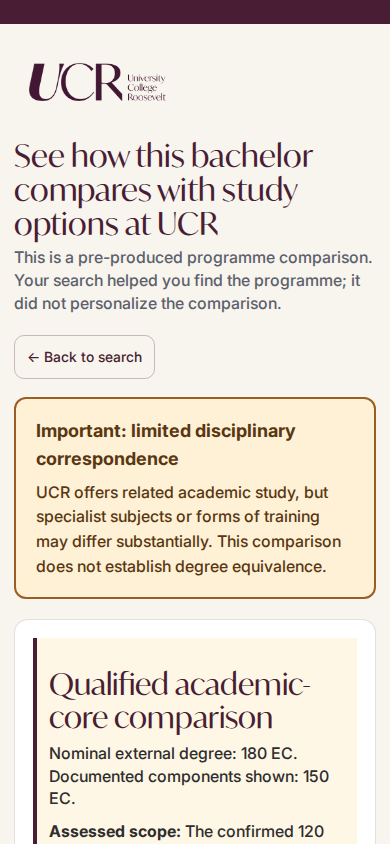 UCR University
College
Roosevelt
See how this bachelor
compares with study
options at UCR
This is a pre-produced programme comparison.
Your search helped you find the programme; it
did not personalize the comparison.
← Back to search
Important: limited disciplinary
correspondence
UCR offers related academic study, but
specialist subjects or forms of training
may differ substantially. This comparison
does not establish degree equivalence.
Qualified academic-
core comparison
Nominal external degree: 180 EC.
Documented components shown: 150
EC.
Assessed scope: The confirmed 120